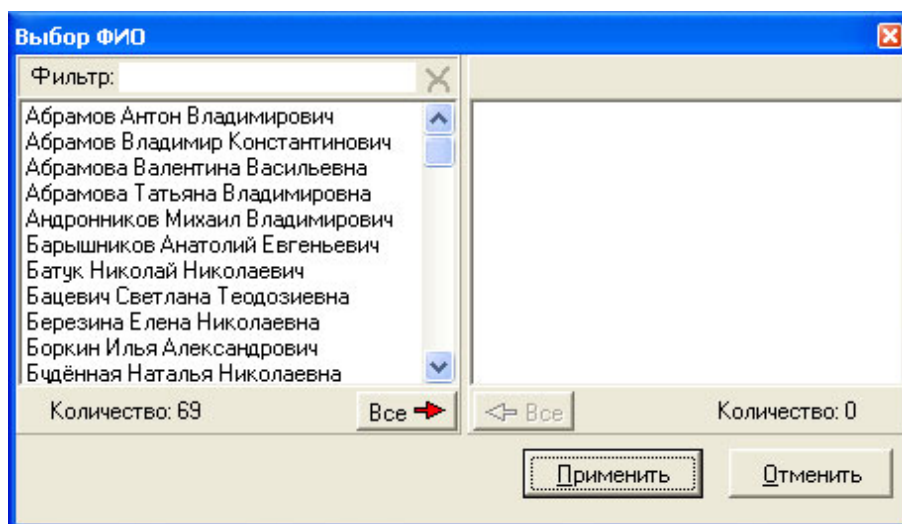 Выбор ФИО
Фильтр:
Абрамов Антон Владимирович
Абрамов Владимир Константинович
Абрамова Валентина Васильевна
Абрамова Татьяна Владимировна
Андронников Михаил Владимирович
Барышников Анатолий Евгеньевич
Батук Николай Николаевич
Бацевич Светлана Теодозиевна
Березина Елена Николаевна
Боркин Илья Александрович
Будённая Наталья Николаевна
Количество: 69
Все
Все
Количество: 0
Применить
Отменить